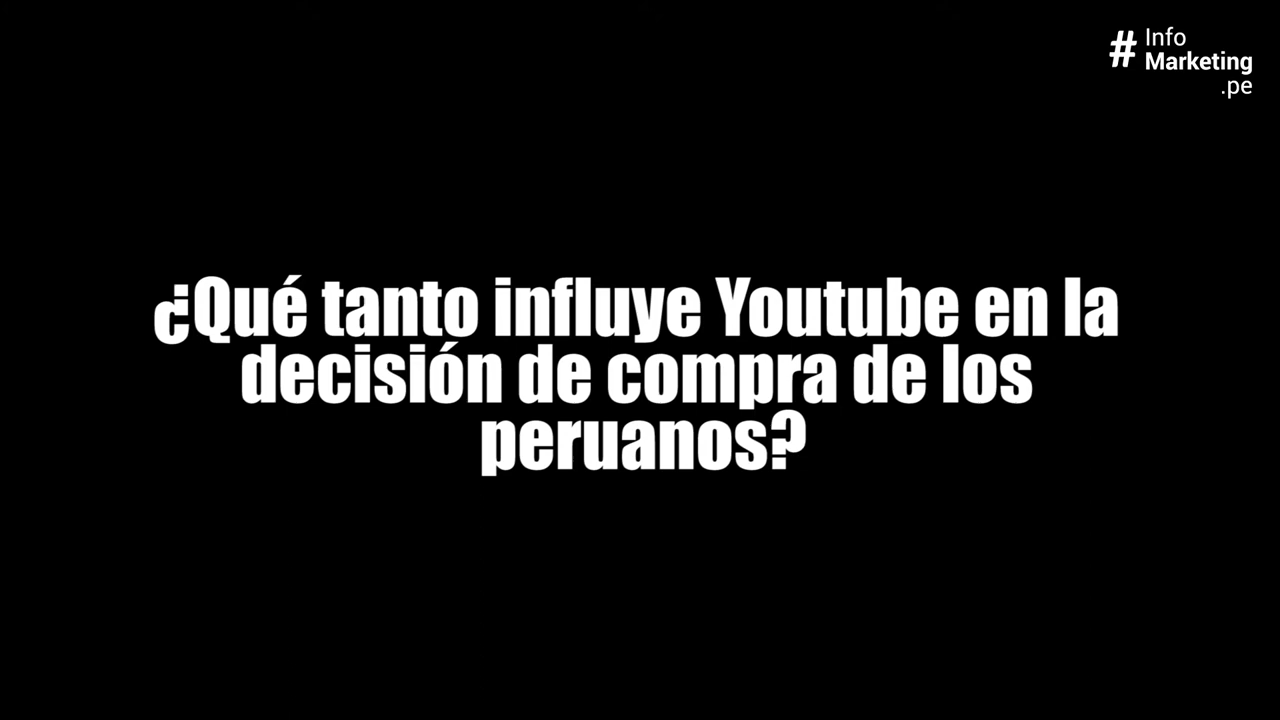 # Info
Marketing
.pe
¿Qué tanto influye Youtube en la
decisión de compra de los
peruanos?